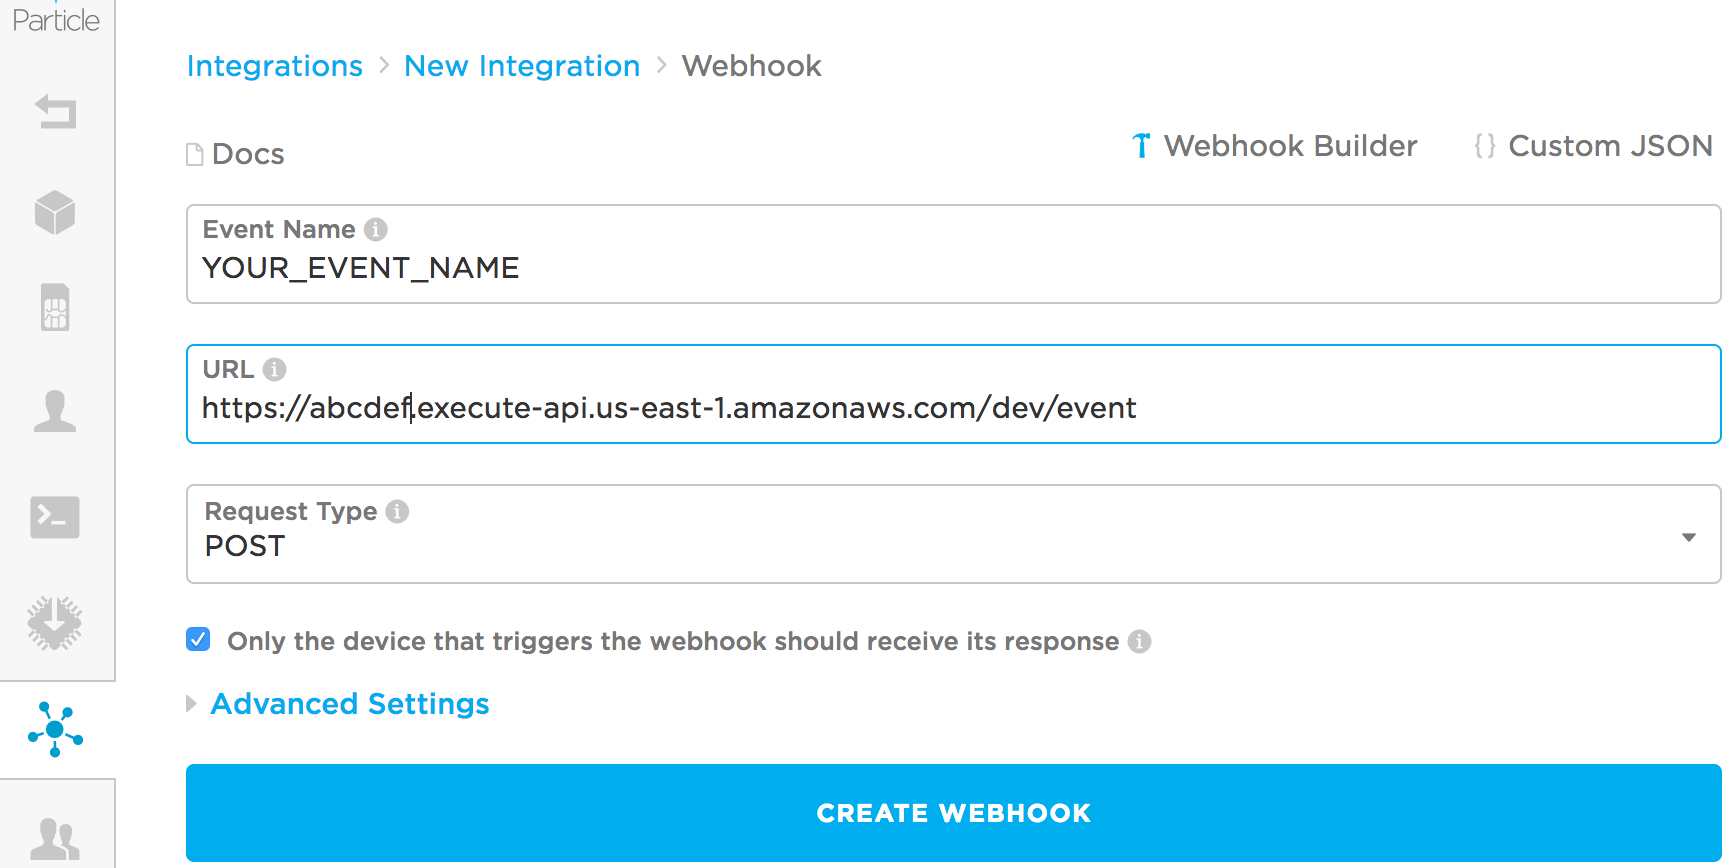 Particle
Integrations > New Integration > Webhook
Docs
Webhook Builder
{ } Custom JSON
Event Name
YOUR_EVENT_NAME
URL
https://abcdef.execute-api.us-east-1.amazonaws.com/dev/event
Request Type
POST
Only the device that triggers the webhook should receive its response
Advanced Settings
CREATE WEBHOOK